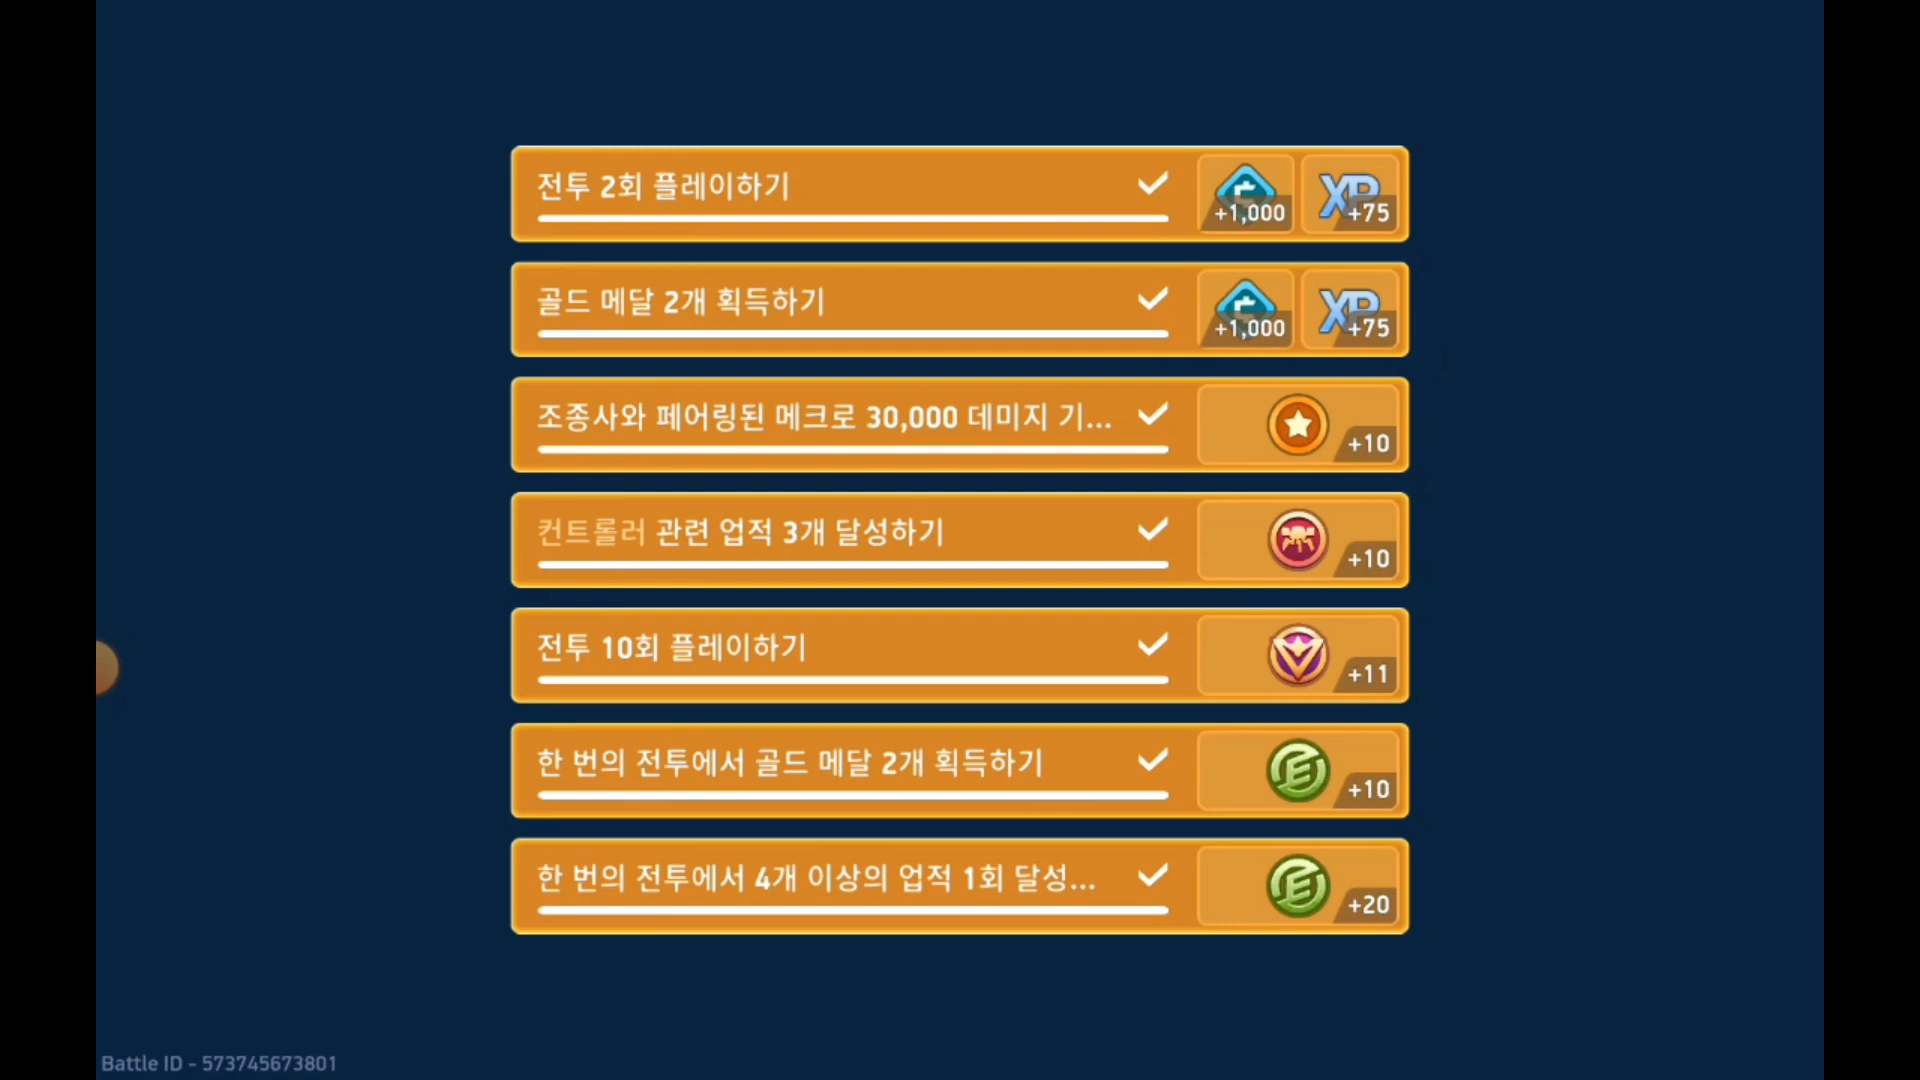 전투 2회 플레이하기
+1,000
XP
+75
골드 메달 2개 획득하기
+1,000
XP
+75
조종사와 페어링된 메크로 30,000 데미지 기...
+10
컨트롤러 관련 업적 3개 달성하기
+10
전투 10회 플레이하기
+11
한 번의 전투에서 골드 메달 2개 획득하기
+10
한 번의 전투에서 4개 이상의 업적 1회 달성...
+20
Battle ID - 573745673801